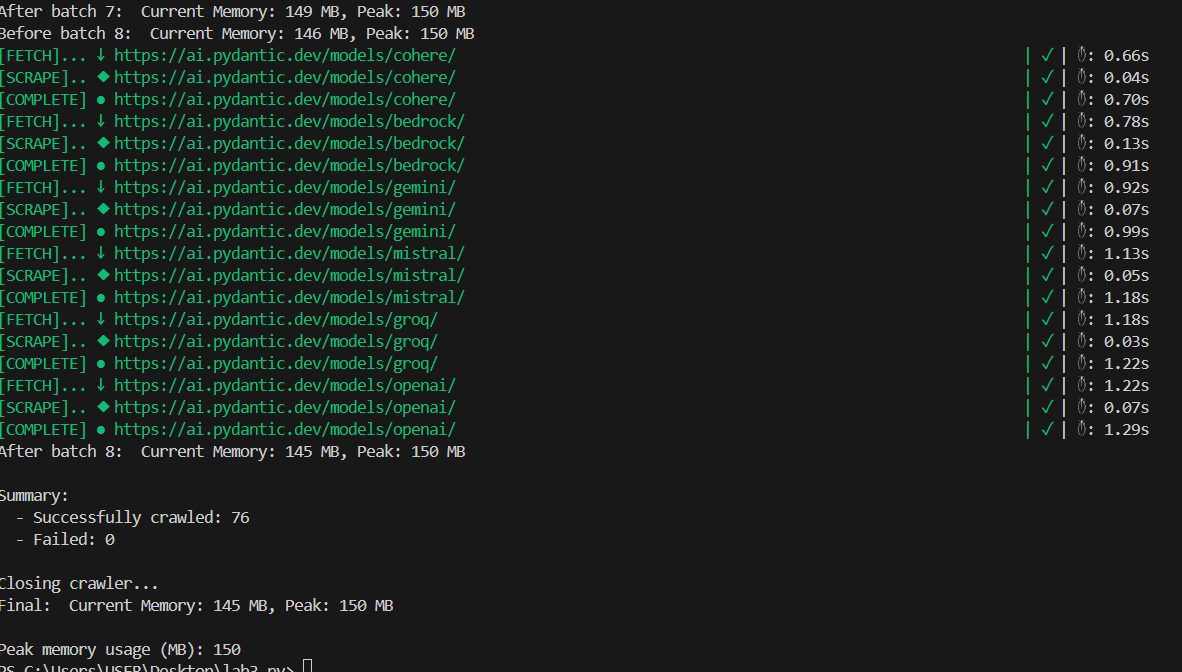 After batch 7:  Current Memory: 149 MB, Peak: 150 MB
Before batch 8:  Current Memory: 146 MB, Peak: 150 MB
[FETCH]... ↓ https://ai.pydantic.dev/models/cohere/ | ✓ | ⏱: 0.66s
[SCRAPE].. ◆ https://ai.pydantic.dev/models/cohere/ | ✓ | ⏱: 0.04s
[COMPLETE] ● https://ai.pydantic.dev/models/cohere/ | ✓ | ⏱: 0.70s
[FETCH]... ↓ https://ai.pydantic.dev/models/bedrock/ | ✓ | ⏱: 0.78s
[SCRAPE].. ◆ https://ai.pydantic.dev/models/bedrock/ | ✓ | ⏱: 0.13s
[COMPLETE] ● https://ai.pydantic.dev/models/bedrock/ | ✓ | ⏱: 0.91s
[FETCH]... ↓ https://ai.pydantic.dev/models/gemini/ | ✓ | ⏱: 0.92s
[SCRAPE].. ◆ https://ai.pydantic.dev/models/gemini/ | ✓ | ⏱: 0.07s
[COMPLETE] ● https://ai.pydantic.dev/models/gemini/ | ✓ | ⏱: 0.99s
[FETCH]... ↓ https://ai.pydantic.dev/models/mistral/ | ✓ | ⏱: 1.13s
[SCRAPE].. ◆ https://ai.pydantic.dev/models/mistral/ | ✓ | ⏱: 0.05s
[COMPLETE] ● https://ai.pydantic.dev/models/mistral/ | ✓ | ⏱: 1.18s
[FETCH]... ↓ https://ai.pydantic.dev/models/groq/ | ✓ | ⏱: 1.18s
[SCRAPE].. ◆ https://ai.pydantic.dev/models/groq/ | ✓ | ⏱: 0.03s
[COMPLETE] ● https://ai.pydantic.dev/models/groq/ | ✓ | ⏱: 1.22s
[FETCH]... ↓ https://ai.pydantic.dev/models/openai/ | ✓ | ⏱: 1.22s
[SCRAPE].. ◆ https://ai.pydantic.dev/models/openai/ | ✓ | ⏱: 0.07s
[COMPLETE] ● https://ai.pydantic.dev/models/openai/ | ✓ | ⏱: 1.29s
After batch 8:  Current Memory: 145 MB, Peak: 150 MB
Summary:
  - Successfully crawled: 76
  - Failed: 0
Closing crawler...
Final:  Current Memory: 145 MB, Peak: 150 MB
Peak memory usage (MB): 150
PS C:\Users\USER\Desktop\lab3_ny>